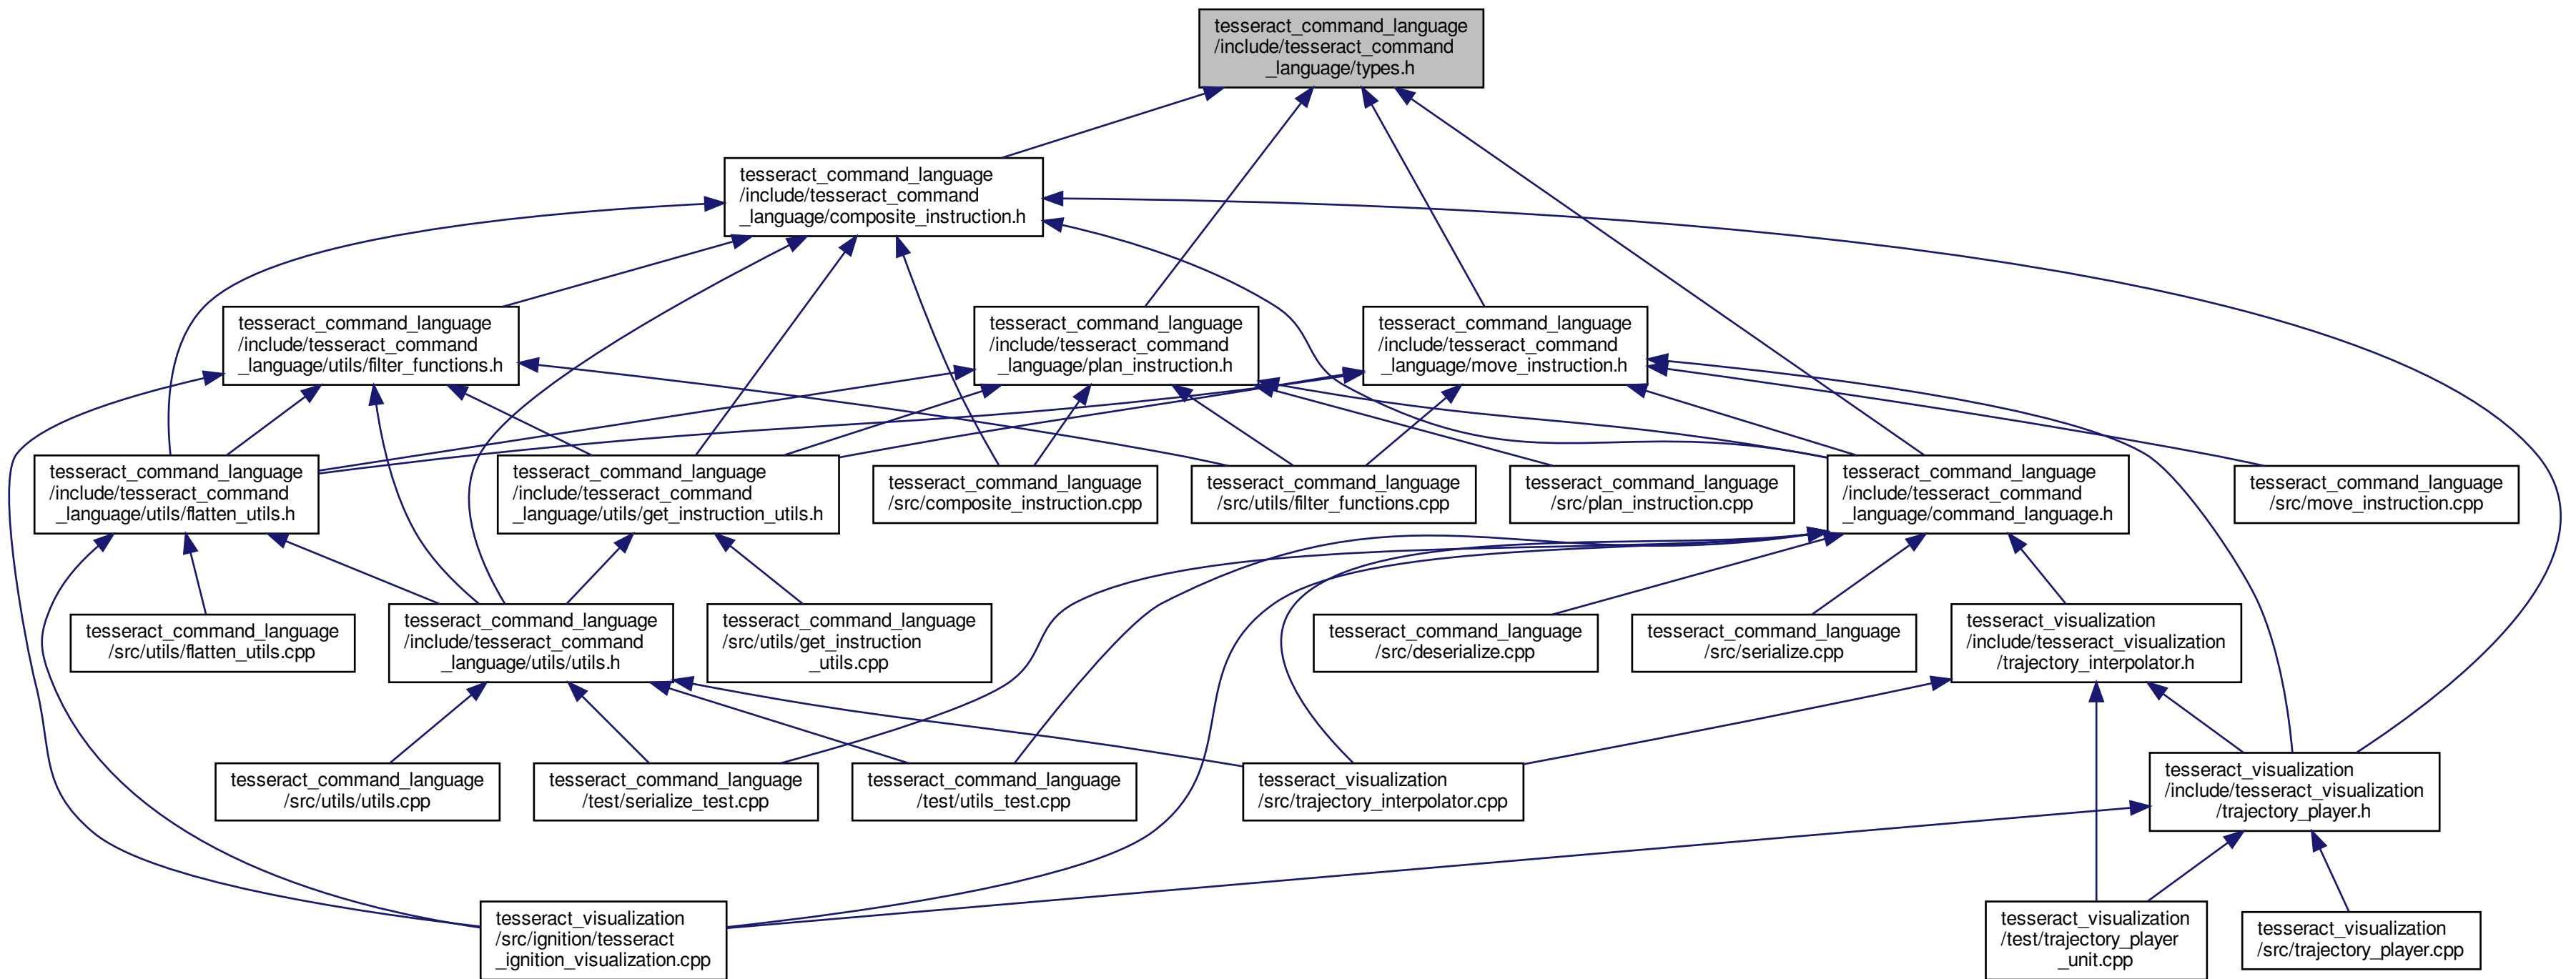 tesseract_command_language
/include/tesseract_command
_language/types.h
tesseract_command_language
/include/tesseract_command
_language/composite_instruction.h
tesseract_command_language
/include/tesseract_command
_language/utils/filter_functions.h
tesseract_command_language
/include/tesseract_command
_language/plan_instruction.h
tesseract_command_language
/include/tesseract_command
_language/move_instruction.h
tesseract_command_language
/include/tesseract_command
_language/utils/flatten_utils.h
tesseract_command_language
/include/tesseract_command
_language/utils/get_instruction_utils.h
tesseract_command_language
/src/composite_instruction.cpp
tesseract_command_language
/src/utils/filter_functions.cpp
tesseract_command_language
/src/plan_instruction.cpp
tesseract_command_language
/include/tesseract_command
_language/command_language.h
tesseract_command_language
/src/move_instruction.cpp
tesseract_command_language
/src/utils/flatten_utils.cpp
tesseract_command_language
/include/tesseract_command
_language/utils/utils.h
tesseract_command_language
/src/utils/get_instruction
_utils.cpp
tesseract_command_language
/src/deserialize.cpp
tesseract_command_language
/src/serialize.cpp
tesseract_visualization
/include/tesseract_visualization
/trajectory_interpolator.h
tesseract_command_language
/src/utils/utils.cpp
tesseract_command_language
/test/serialize_test.cpp
tesseract_command_language
/test/utils_test.cpp
tesseract_visualization
/src/trajectory_interpolator.cpp
tesseract_visualization
/include/tesseract_visualization
/trajectory_player.h
tesseract_visualization
/src/ignition/tesseract
_ignition_visualization.cpp
tesseract_visualization
/test/trajectory_player
_unit.cpp
tesseract_visualization
/src/trajectory_player.cpp